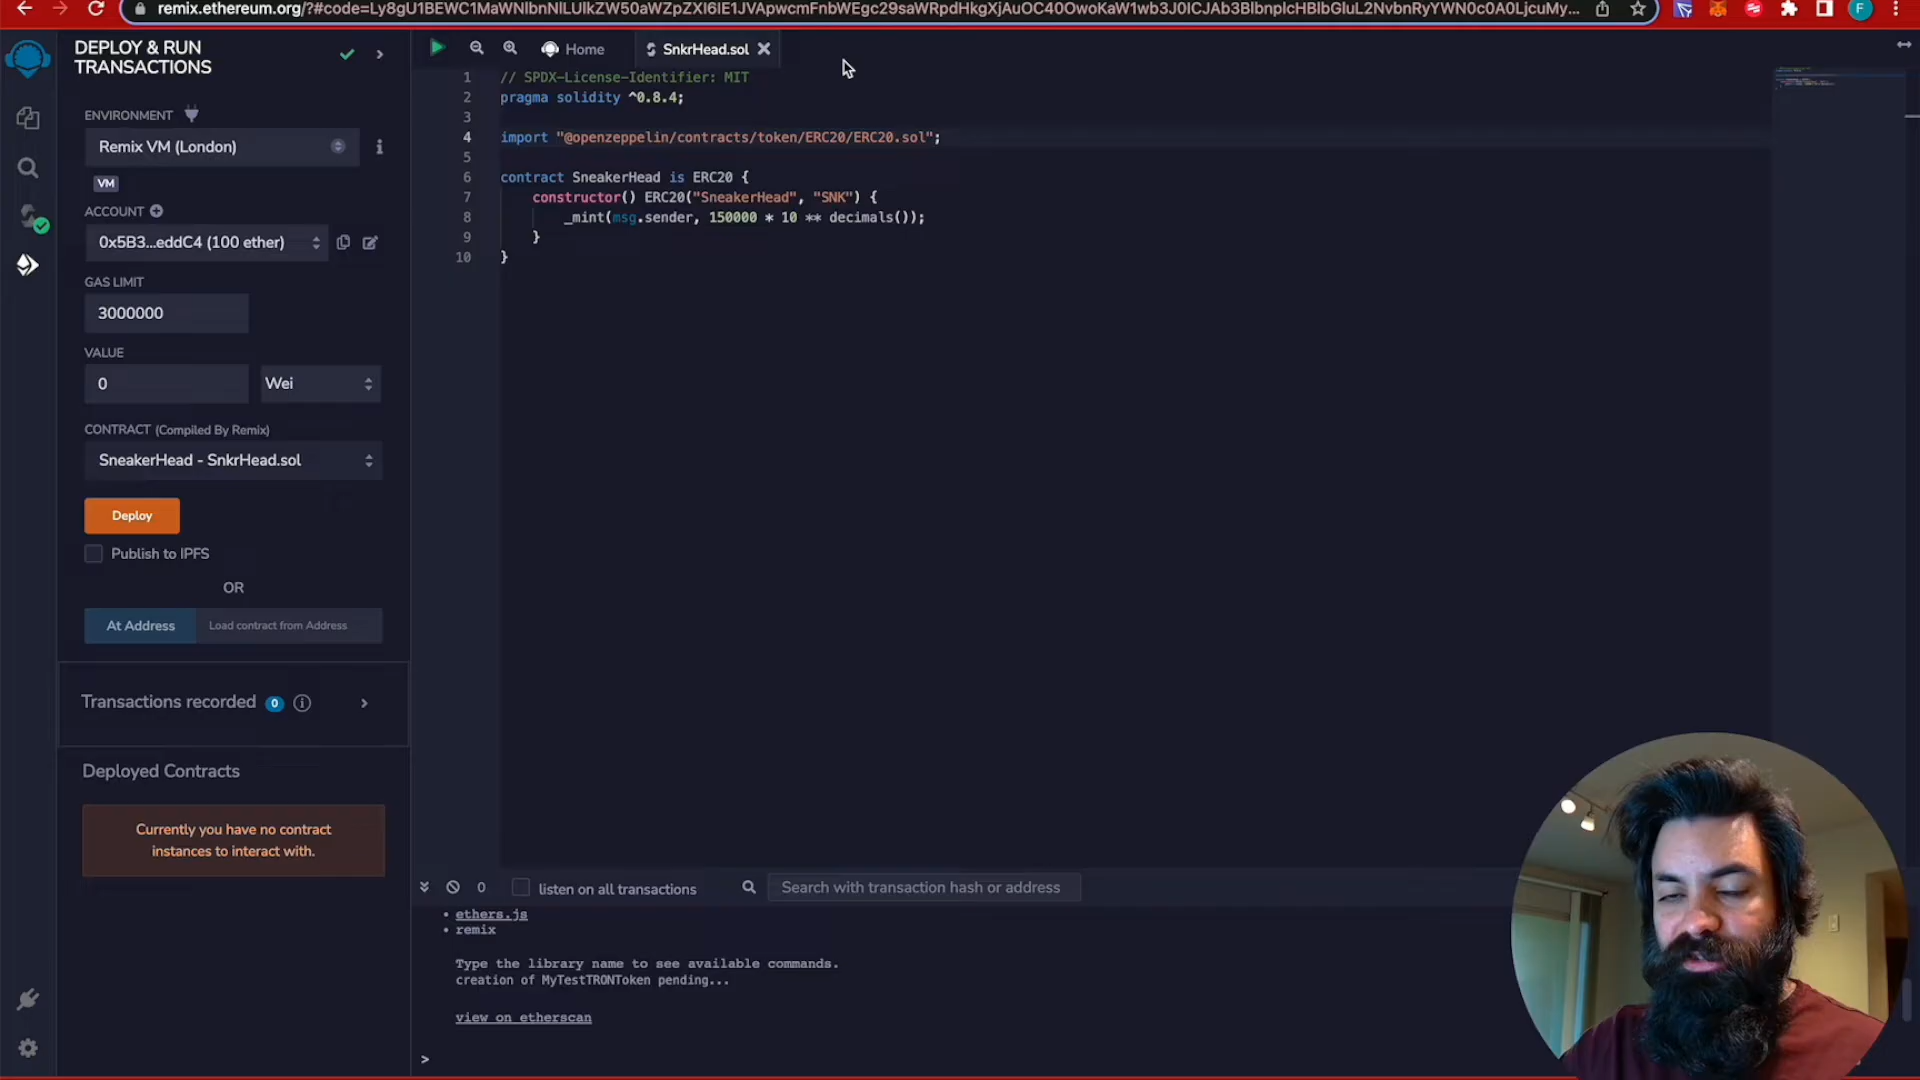 remix.ethereum.org/?#code=Ly8gU1BEWC1MaWNlbnNlLUlkZW50aWZpZXI6IE1JVApwcmFnbWEgc29saWRpdHkgXjAuOC40OwoKaW1wb3J0ICJAb3BlbnplcHBlbGluL2NvbnRyYWN0c0A0LjcuMy...
F
DEPLOY & RUN
TRANSACTIONS
ENVIRONMENT
Remix VM (London)
VM
ACCOUNT
0x5B3...eddC4 (100 ether)
GAS LIMIT
3000000
VALUE
0
Wei
CONTRACT (Compiled By Remix)
SneakerHead - SnkrHead.sol
Deploy
Publish to IPFS
OR
At Address
Load contract from Address
Transactions recorded 0
Deployed Contracts
Currently you have no contract
instances to interact with.
Home
SnkrHead.sol
1 // SPDX-License-Identifier: MIT
2 pragma solidity ^0.8.4;
3
4 import "@openzeppelin/contracts/token/ERC20/ERC20.sol";
5
6 contract SneakerHead is ERC20 {
7 constructor() ERC20("SneakerHead", "SNK") {
8 _mint(msg.sender, 150000 * 10 ** decimals());
9 }
10 }
0
listen on all transactions
Search with transaction hash or address
• ethers.js
• remix
Type the library name to see available commands.
creation of MyTestTRONToken pending...
view on etherscan
>